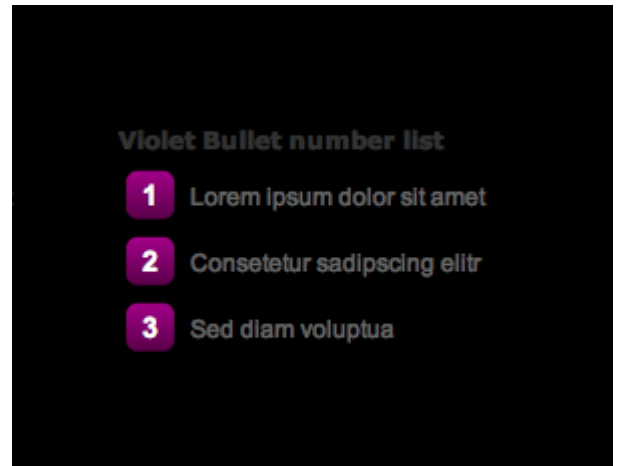 Violet Bullet number list
1 Lorem ipsum dolor sit amet
2 Consetetur sadipscing elitr
3 Sed diam voluptua